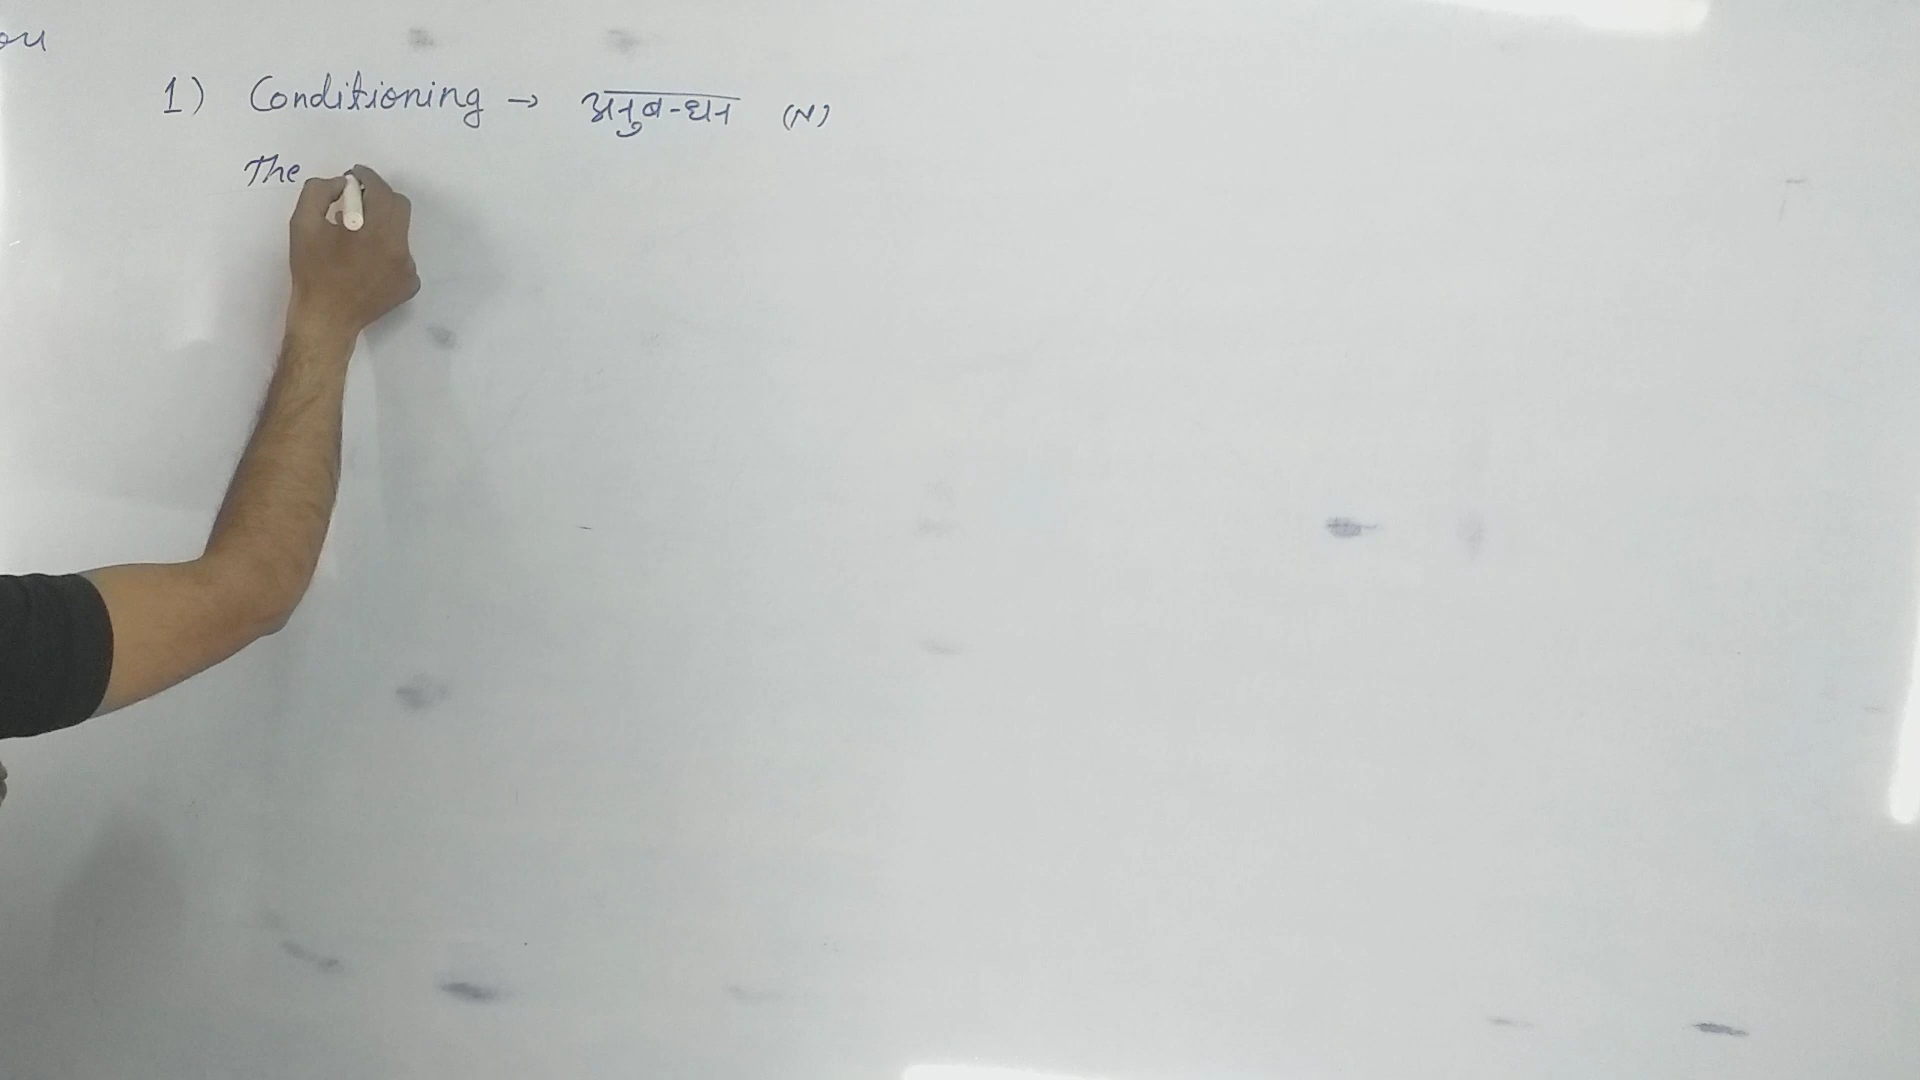 1) Conditioning → अनुबन्धन (N)
The